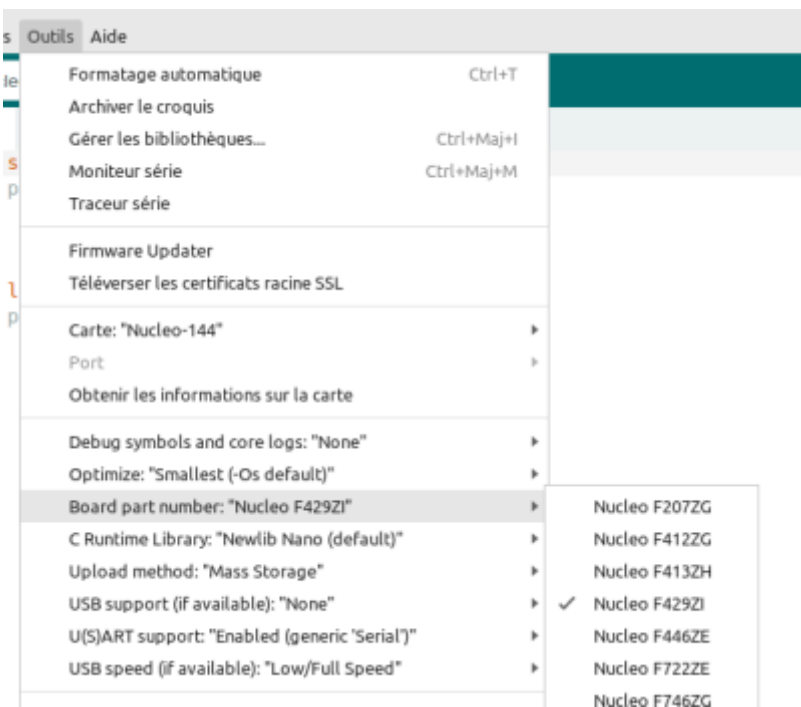 s Outils Aide
le
Formatage automatique Ctrl+T
Archiver le croquis
Gérer les bibliothèques... Ctrl+Maj+I
s
Moniteur série Ctrl+Maj+M
p
Traceur série
Firmware Updater
l
Téléverser les certificats racine SSL
p
Carte: "Nucleo-144"
Port
Obtenir les informations sur la carte
Debug symbols and core logs: "None"
Optimize: "Smallest (-Os default)"
Board part number: "Nucleo F429ZI" Nucleo F207ZG
C Runtime Library: "Newlib Nano (default)" Nucleo F412ZG
Upload method: "Mass Storage" Nucleo F413ZH
USB support (if available): "None" ✓ Nucleo F429ZI
U(S)ART support: "Enabled (generic 'Serial')" Nucleo F446ZE
USB speed (if available): "Low/Full Speed" Nucleo F722ZE
Nucleo F746ZG